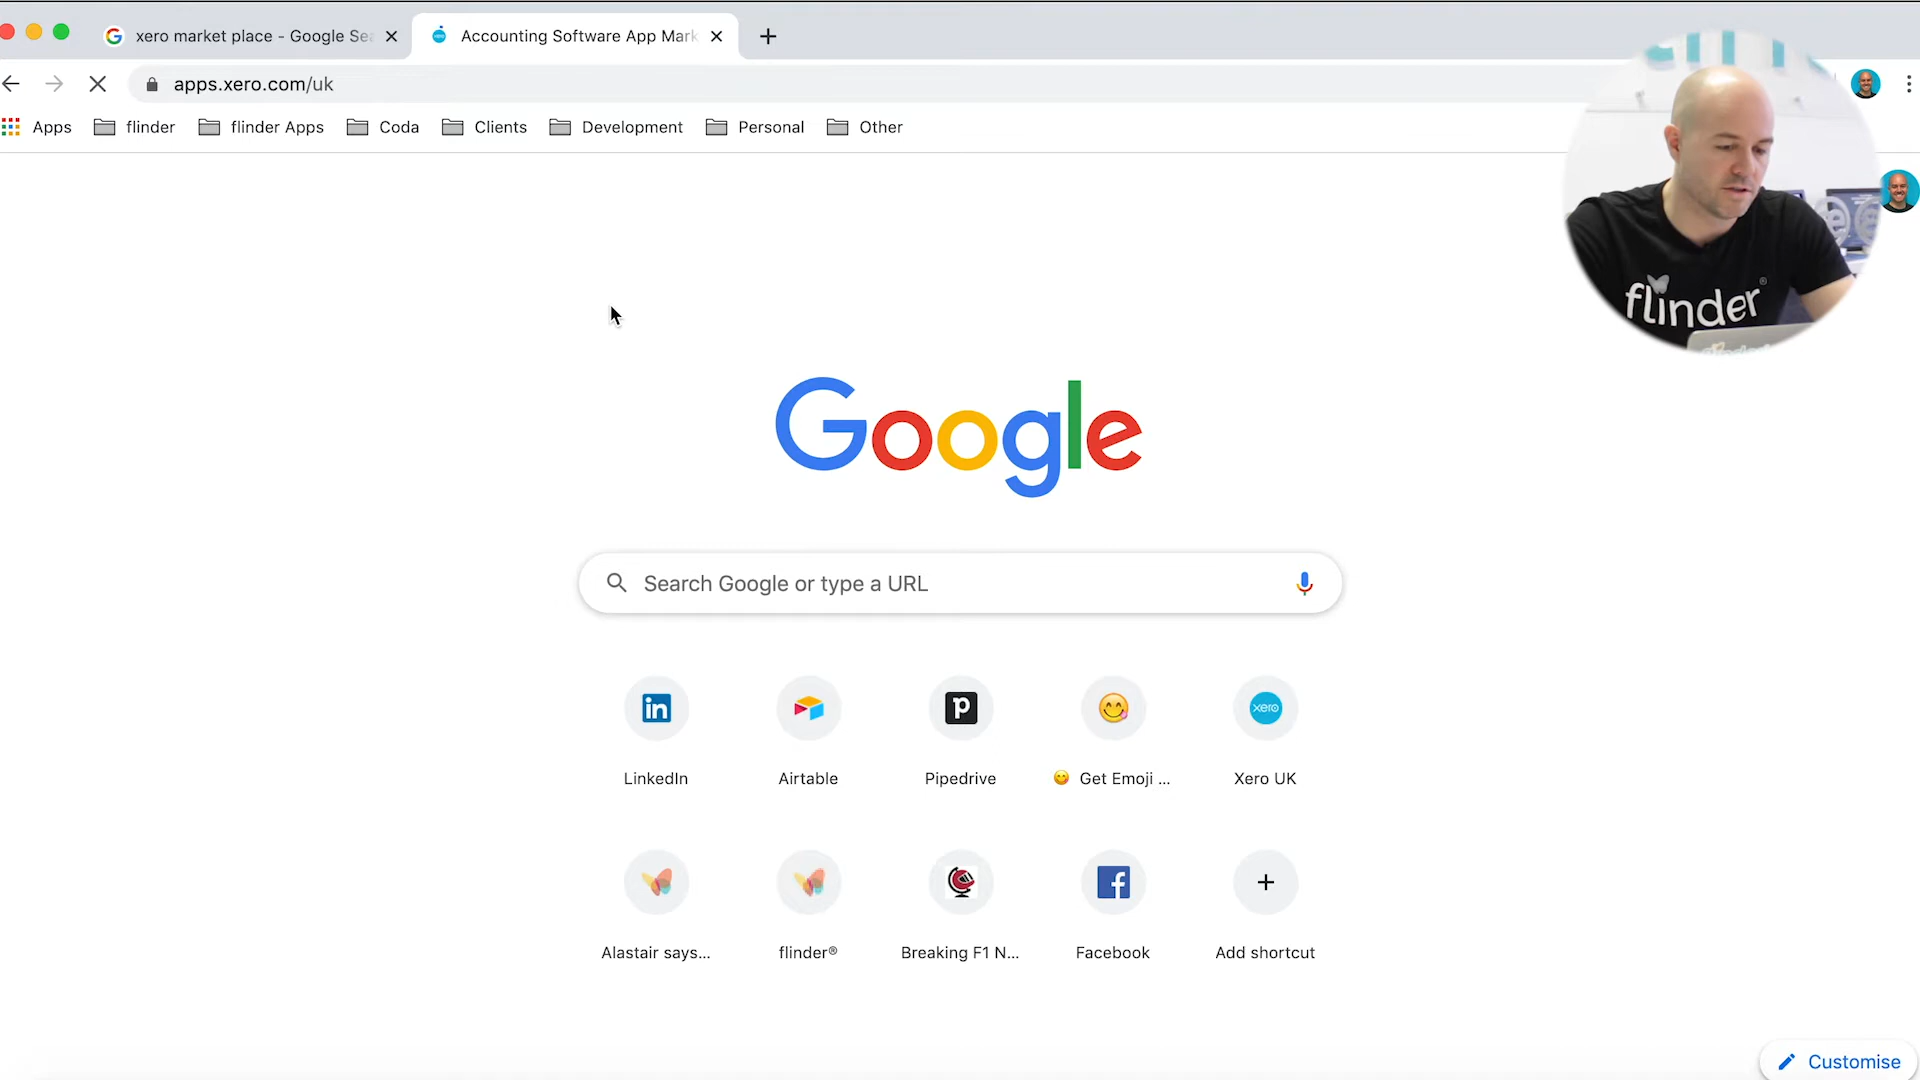 xero market place - Google Sea
Accounting Software App Mark
apps.xero.com/uk
Apps
flinder
flinder Apps
Coda
Clients
Development
Personal
Other
flinder®
Google
Search Google or type a URL
LinkedIn
Airtable
Pipedrive
Get Emoji ...
xero
Xero UK
Alastair says...
flinder®
Breaking F1 N...
Facebook
Add shortcut
Customise